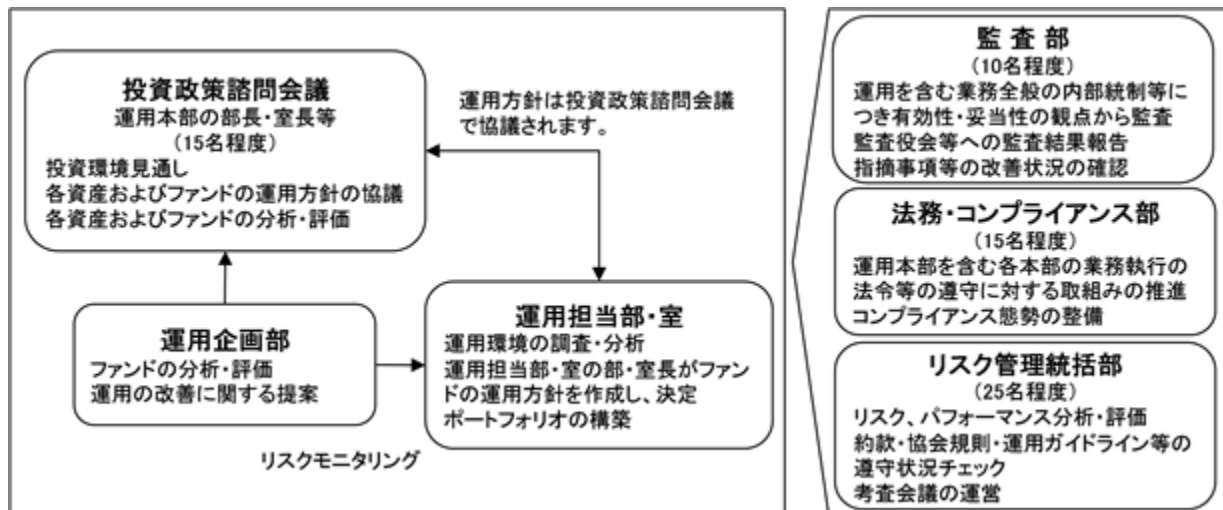 投資政策諮問会議
運用本部の部長・室長等
(15名程度)
投資環境見通し
各資産およびファンドの運用方針の協議
各資産およびファンドの分析・評価
運用方針は投資政策諮問会議
で協議されます。
運用企画部
ファンドの分析・評価
運用の改善に関する提案
運用担当部・室
運用環境の調査・分析
運用担当部・室の部・室長がファン
ドの運用方針を作成し、決定
ポートフォリオの構築
リスクモニタリング
監 査 部
(10名程度)
運用を含む業務全般の内部統制等に
つき有効性・妥当性の観点から監査
監査役会等への監査結果報告
指摘事項等の改善状況の確認
法務・コンプライアンス部
(15名程度)
運用本部を含む各本部の業務執行の
法令等の遵守に対する取組みの推進
コンプライアンス態勢の整備
リスク管理統括部
(25名程度)
リスク、パフォーマンス分析・評価
約款・協会規則・運用ガイドライン等の
遵守状況チェック
考査会議の運営